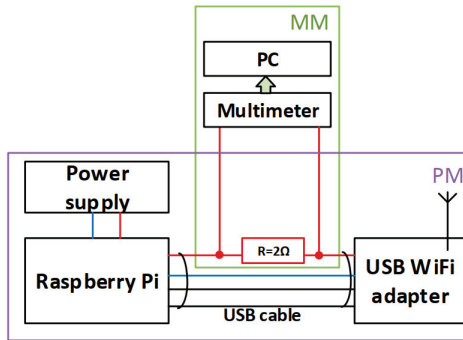 MM
PC
Multimeter
Power
supply
PM
R=2Ω
Raspberry Pi
USB WiFi
adapter
USB cable